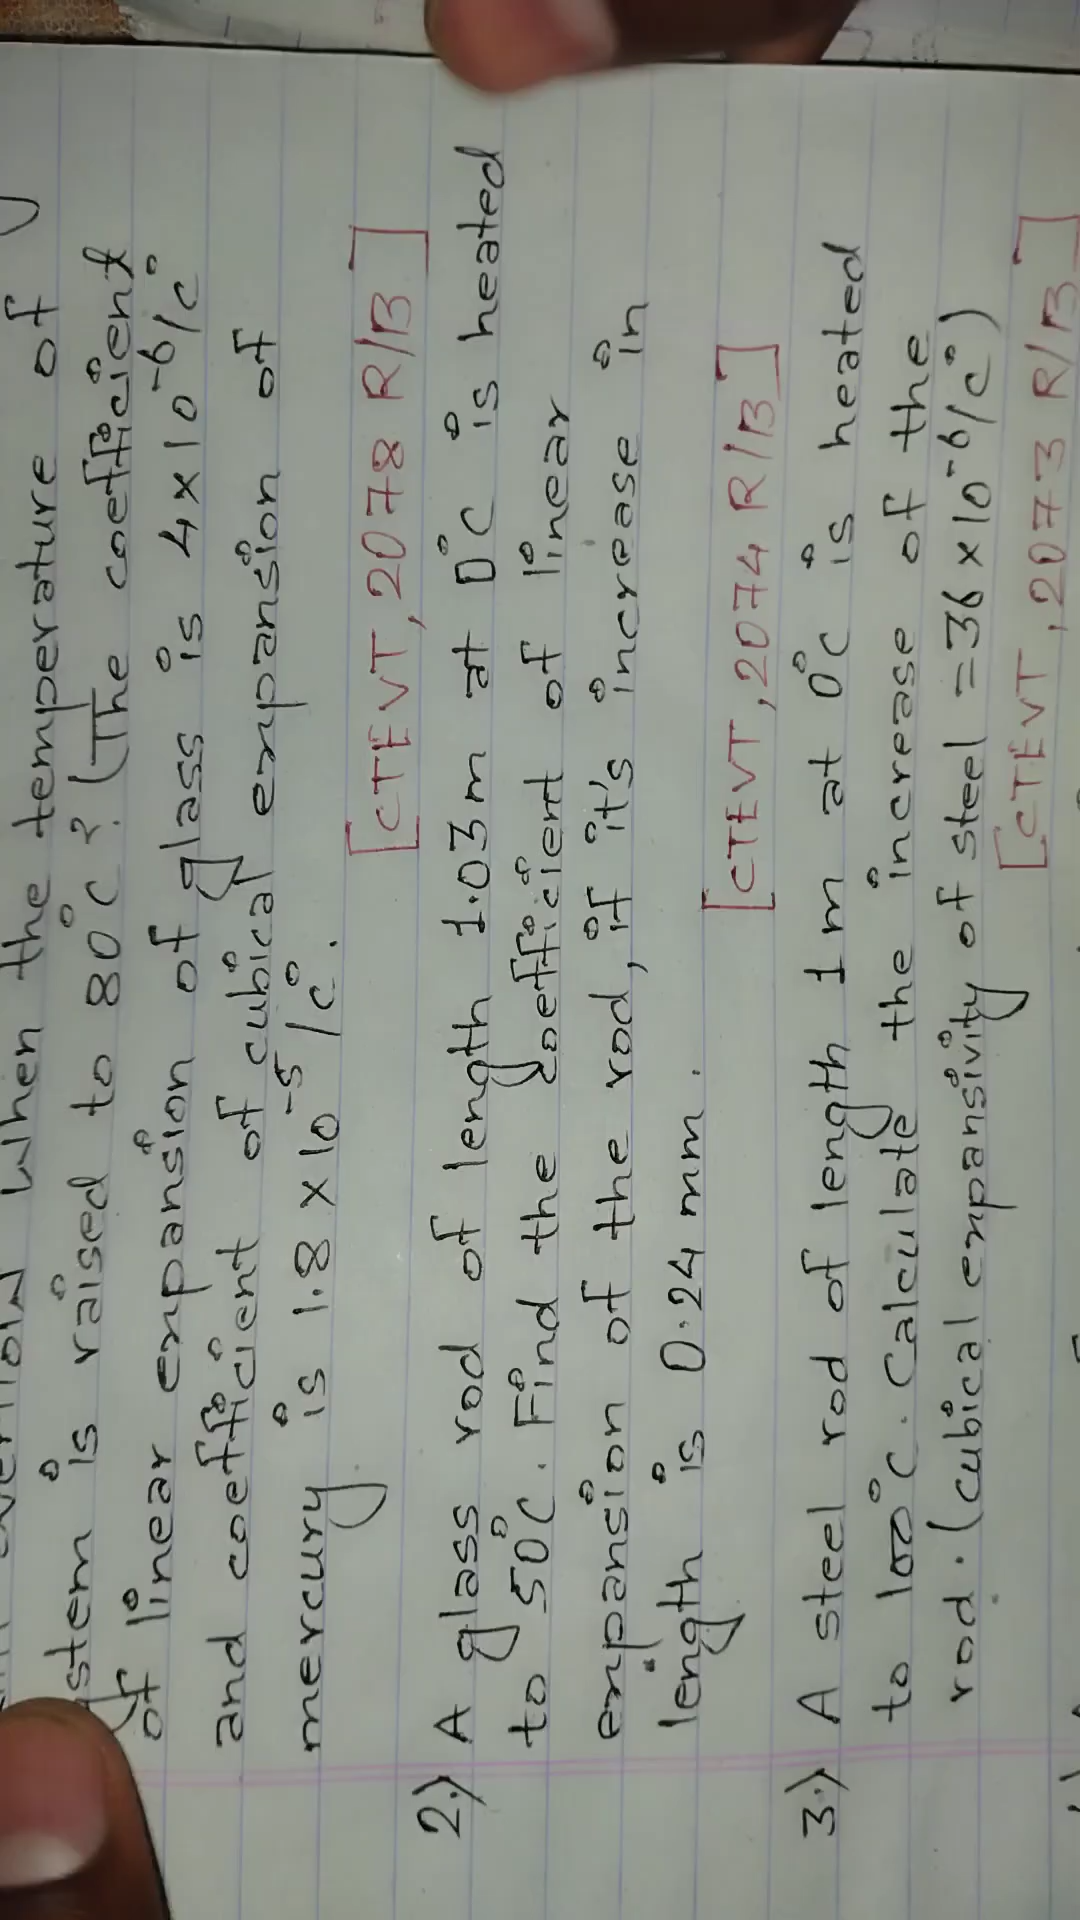 when the temperature of
stem is raised to 80°C? (The coefficient
of linear expansion of glass is 4 x 10⁻⁶/c°
and coefficient of cubical expansion of
mercury is 1.8 x 10⁻⁵/c°.
[CTEVT, 2078 R/B]
2.) A glass rod of length 1.03m at 0°C is heated
to 50°C. Find the coefficient of linear
expansion of the rod, if it's increase in
length is 0.24 mm.
[CTEVT, 2074 R/B]
3.) A steel rod of length 1 m at 0°C is heated
to 100°C. Calculate the increase of the
rod. (cubical expansivity of steel = 36 x 10⁻⁶/c°)
[CTEVT, 2073 R/B]